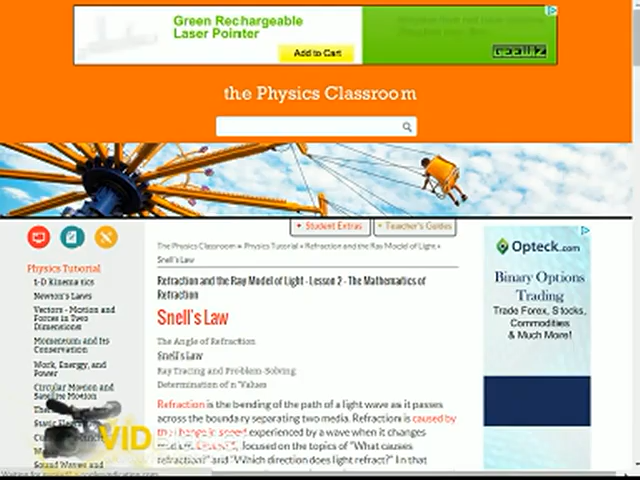 Green Rechargeable
Laser Pointer
Add to Cart
GEEWIZ
the Physics Classroom
Student Extras
Teacher's Guides
The Physics Classroom » Physics Tutorial » Refraction and the Ray Model of Light »
Snell's Law
Physics Tutorial
1-D Kinematics
Newton's Laws
Vectors - Motion and
Forces in Two
Dimensions
Momentum and Its
Conservation
Work, Energy, and
Power
Circular Motion and
Satellite Motion
Sound Waves and
Refraction and the Ray Model of Light - Lesson 2 - The Mathematics of
Refraction
Snell's Law
The Angle of Refraction
Snell's Law
Ray Tracing and Problem-Solving
Determination of n Values
Refraction is the bending of the path of a light wave as it passes
across the boundary separating two media. Refraction is caused by
experienced by a wave when it changes
focused on the topics of "What causes
refraction?" and "Which direction does light refract?" In that
Opteck.com
Binary Options
Trading
Trade Forex, Stocks,
Commodities
& Much More!
VID